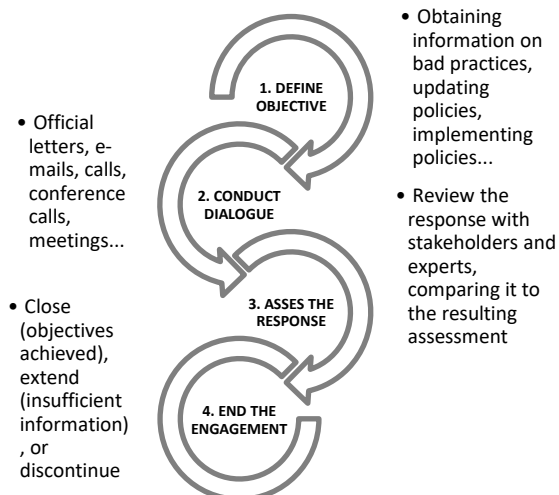 1. DEFINE
OBJECTIVE
• Obtaining
information on
bad practices,
updating
policies,
implementing
policies...
• Official
letters, e-
mails, calls,
conference
calls,
meetings...
2. CONDUCT
DIALOGUE
• Review the
response with
stakeholders and
experts,
comparing it to
the resulting
assessment
3. ASSES THE
RESPONSE
• Close
(objectives
achieved),
extend
(insufficient
information)
, or
discontinue
4. END THE
ENGAGEMENT